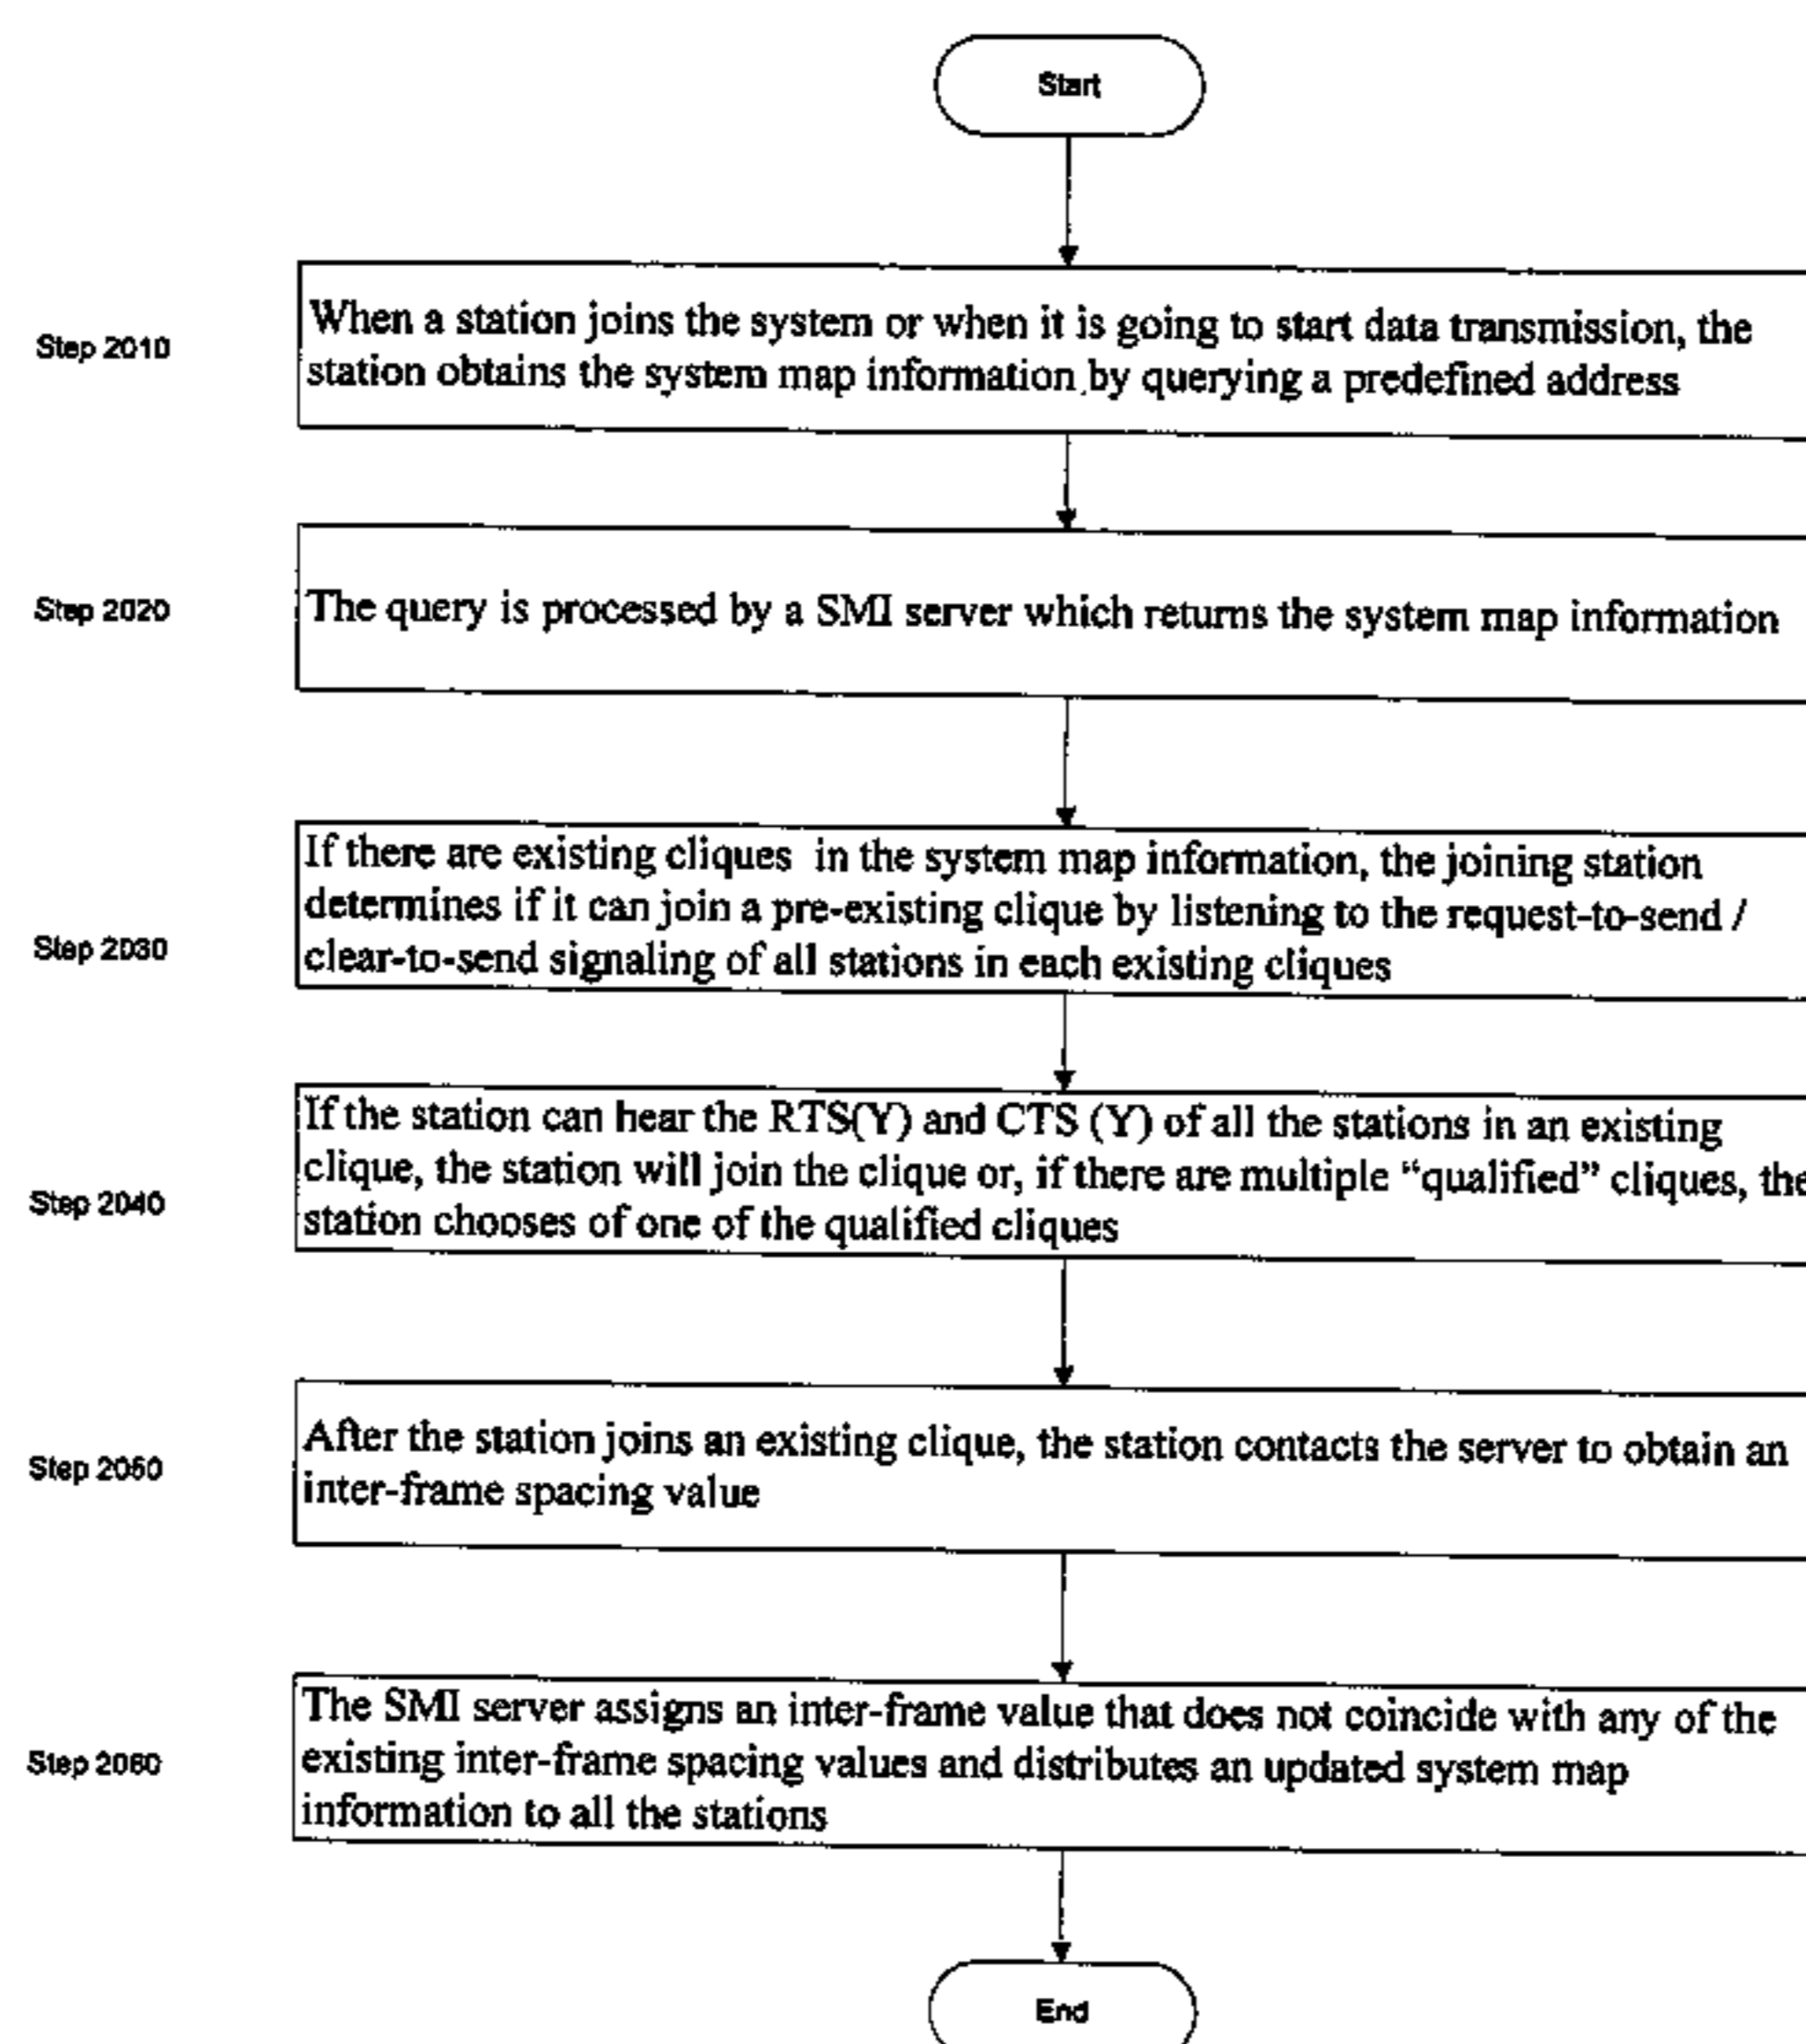 Start
Step 2010
When a station joins the system or when it is going to start data transmission, the
station obtains the system map information by querying a predefined address
Step 2020
The query is processed by a SMI server which returns the system map information
If there are existing cliques in the system map information, the joining station
determines if it can join a pre-existing clique by listening to the request-to-send /
Step 2030
clear-to-send signaling of all stations in each existing cliques
If the station can hear the RTS(Y) and CTS (Y) of all the stations in an existing
clique, the station will join the clique or, if there are multiple “qualified” cliques, the
Step 2040
station chooses of one of the qualified cliques
After the station joins an existing clique, the station contacts the server to obtain an
Step 2050
inter-frame spacing value
The SMI server assigns an inter-frame value that does not coincide with any of the
Step 2060
existing inter-frame spacing values and distributes an updated system map
information to all the stations
End